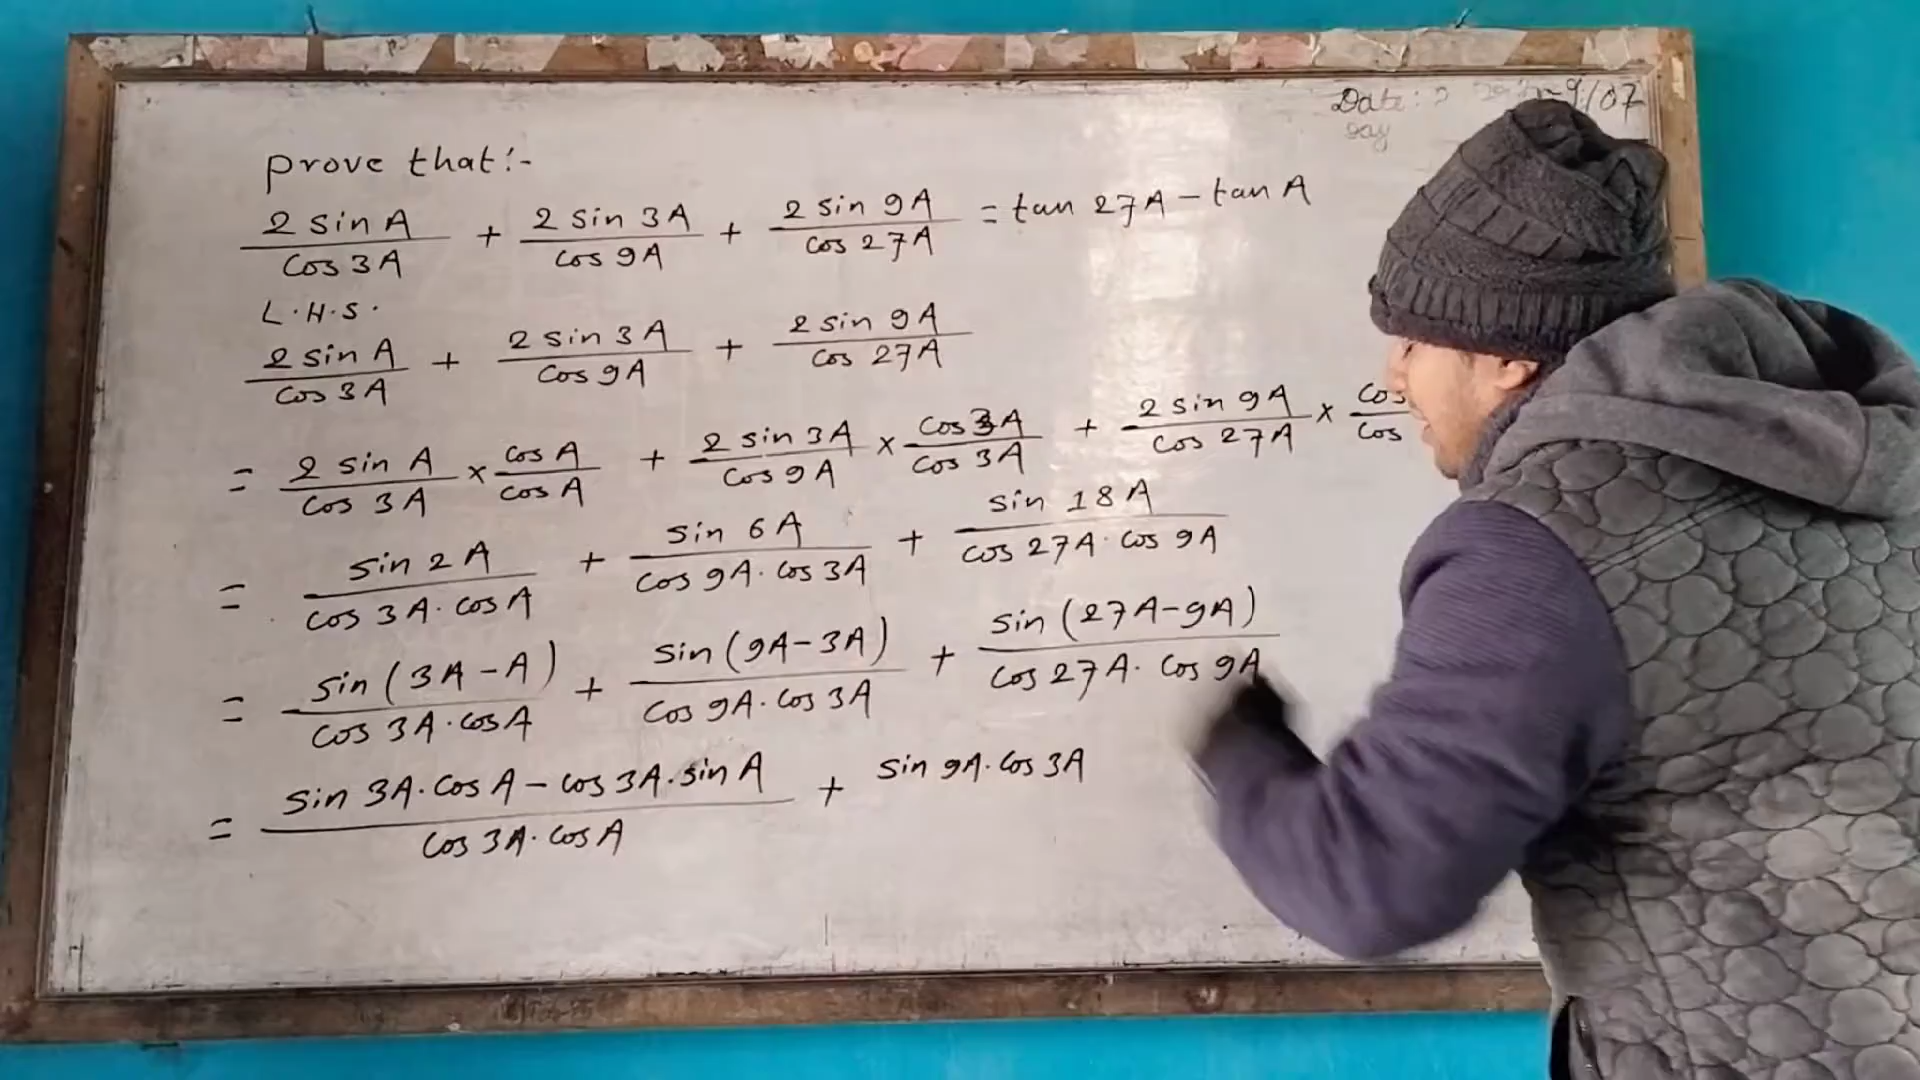 Date: 9/07
day
prove that:-
2 sin A / cos 3A + 2 sin 3A / cos 9A + 2 sin 9A / cos 27A = tan 27A - tan A
L.H.S.
2 sin A / cos 3A + 2 sin 3A / cos 9A + 2 sin 9A / cos 27A
= 2 sin A / cos 3A × cos A / cos A + 2 sin 3A / cos 9A × cos 3A / cos 3A + 2 sin 9A / cos 27A × cos / cos
= sin 2A / cos 3A · cos A + sin 6A / cos 9A · cos 3A + sin 18A / cos 27A · cos 9A
= sin (3A - A) / cos 3A · cos A + sin (9A - 3A) / cos 9A · cos 3A + sin (27A - 9A) / cos 27A · cos 9A
= sin 3A · cos A - cos 3A · sin A / cos 3A · cos A + sin 9A · cos 3A